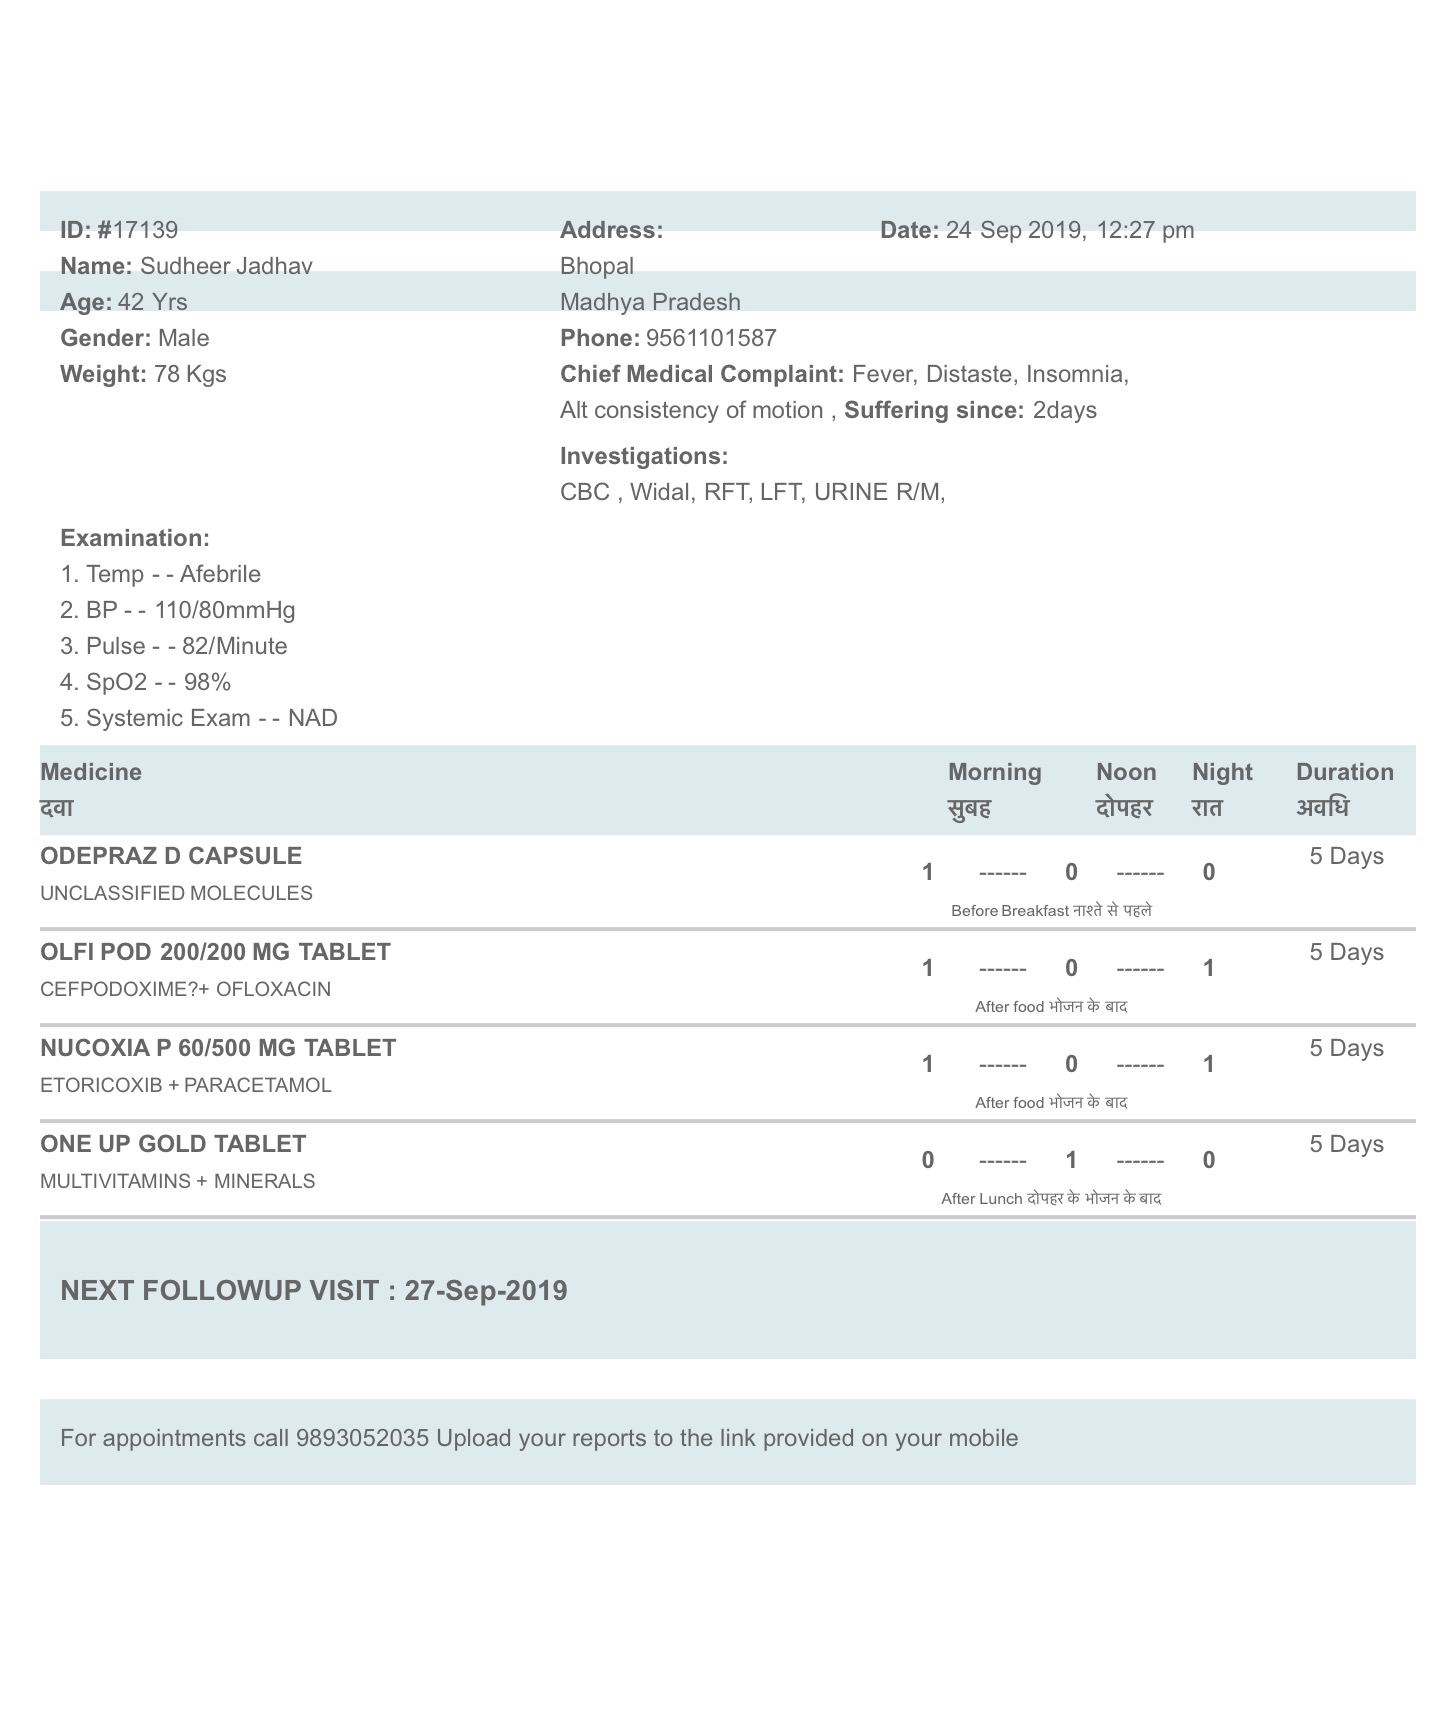 ID: #17139
Name: Sudheer Jadhav
Age: 42 Yrs
Gender: Male
Weight: 78 Kgs
Address:
Bhopal
Madhya Pradesh
Phone: 9561101587
Chief Medical Complaint: Fever, Distaste, Insomnia,
Alt consistency of motion , Suffering since: 2days
Investigations:
CBC , Widal, RFT, LFT, URINE R/M,
Date: 24 Sep 2019, 12:27 pm
Examination:
1. Temp - - Afebrile
2. BP - - 110/80mmHg
3. Pulse - - 82/Minute
4. SpO2 - - 98%
5. Systemic Exam - - NAD
Medicine Morning Noon Night Duration
दवा सुबह दोपहर रात अवधि
ODEPRAZ D CAPSULE 5 Days
1 ------ 0 ------ 0
UNCLASSIFIED MOLECULES
Before Breakfast नाश्ते से पहले
OLFI POD 200/200 MG TABLET 5 Days
1 ------ 0 ------ 1
CEFPODOXIME?+ OFLOXACIN
After food भोजन के बाद
NUCOXIA P 60/500 MG TABLET 5 Days
1 ------ 0 ------ 1
ETORICOXIB + PARACETAMOL
After food भोजन के बाद
ONE UP GOLD TABLET 5 Days
0 ------ 1 ------ 0
MULTIVITAMINS + MINERALS
After Lunch दोपहर के भोजन के बाद
NEXT FOLLOWUP VISIT : 27-Sep-2019
For appointments call 9893052035 Upload your reports to the link provided on your mobile